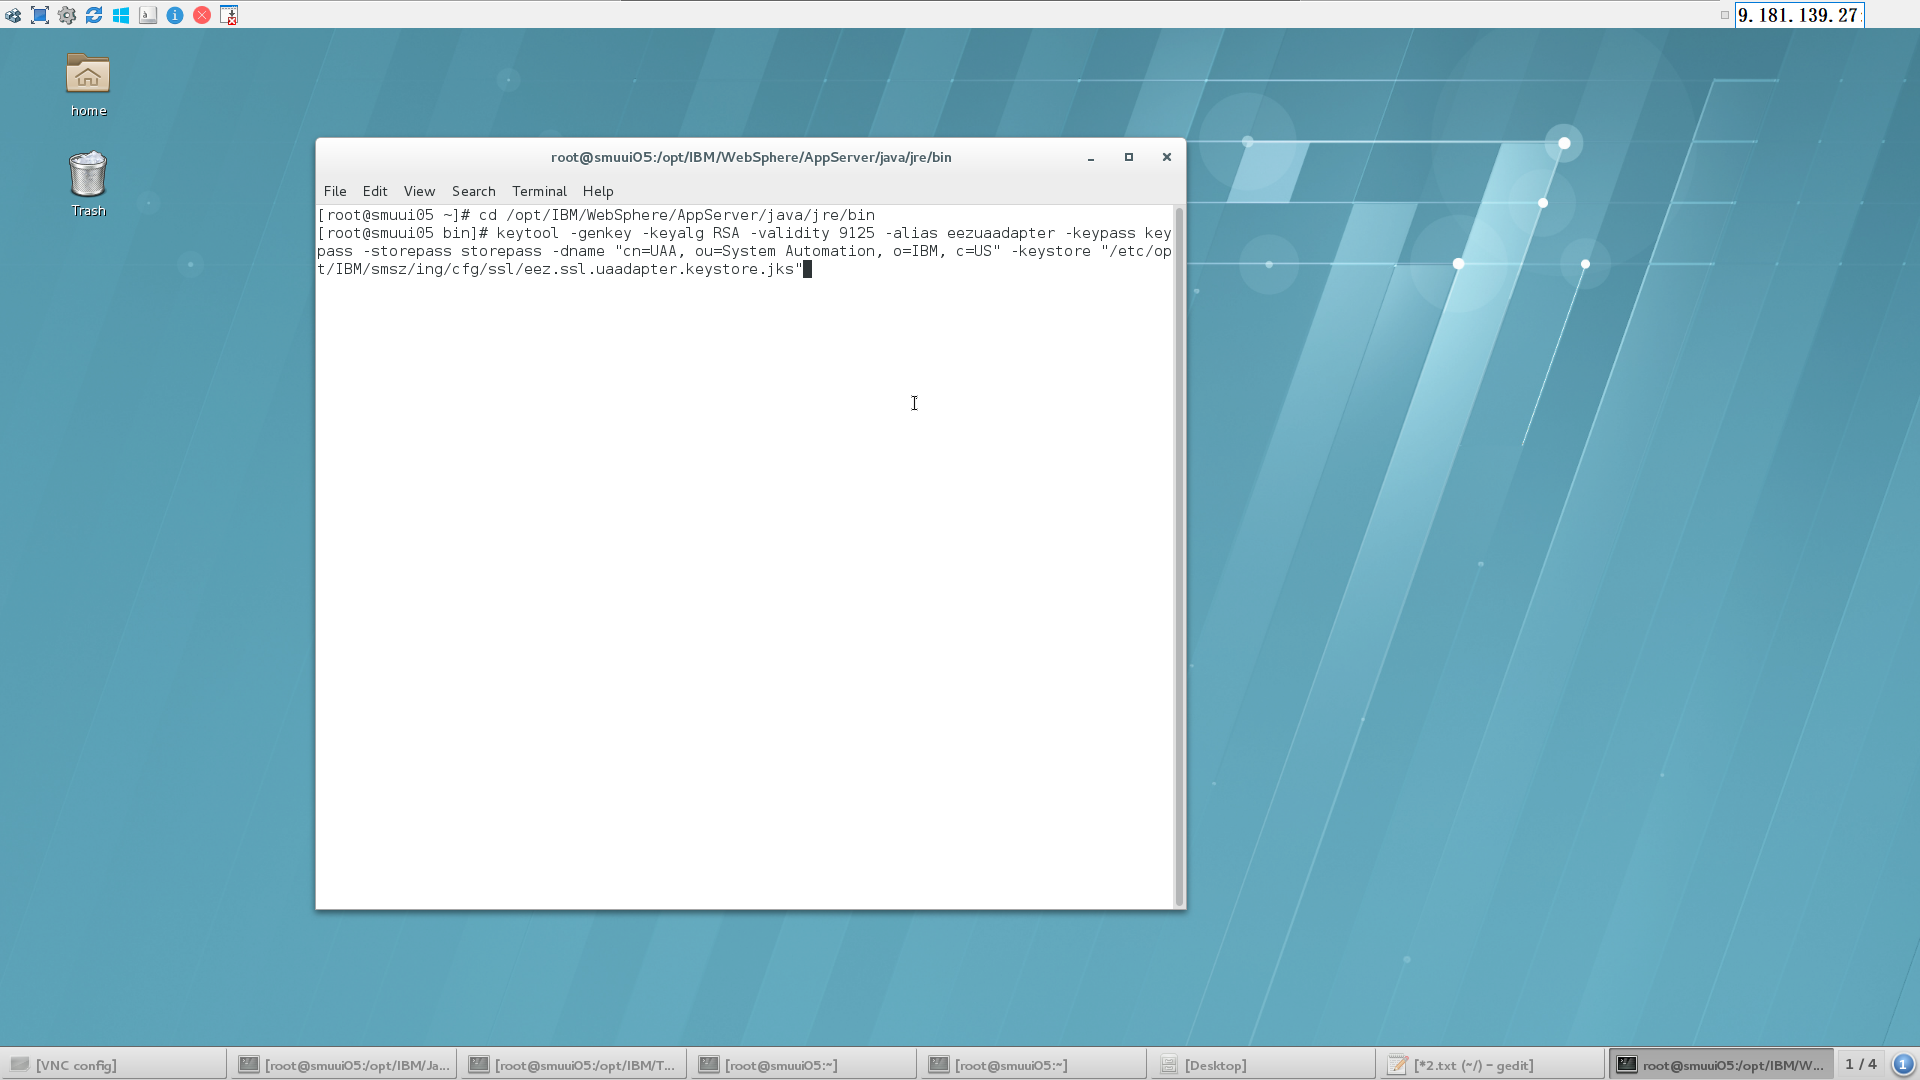 9.181.139.27:
home
Trash
root@smuui05:/opt/IBM/WebSphere/AppServer/java/jre/bin
File Edit View Search Terminal Help
[root@smuui05 ~]# cd /opt/IBM/WebSphere/AppServer/java/jre/bin
[root@smuui05 bin]# keytool -genkey -keyalg RSA -validity 9125 -alias eezuaadapter -keypass key
pass -storepass storepass -dname "cn=UAA, ou=System Automation, o=IBM, c=US" -keystore "/etc/op
t/IBM/smsz/ing/cfg/ssl/eez.ssl.uaadapter.keystore.jks"
[VNC config] [root@smuui05:/opt/IBM/Ja... [root@smuui05:/opt/IBM/T... [root@smuui05:~] [root@smuui05:~] [Desktop] [*2.txt (~/) - gedit] root@smuui05:/opt/IBM/W... 1 / 4 1